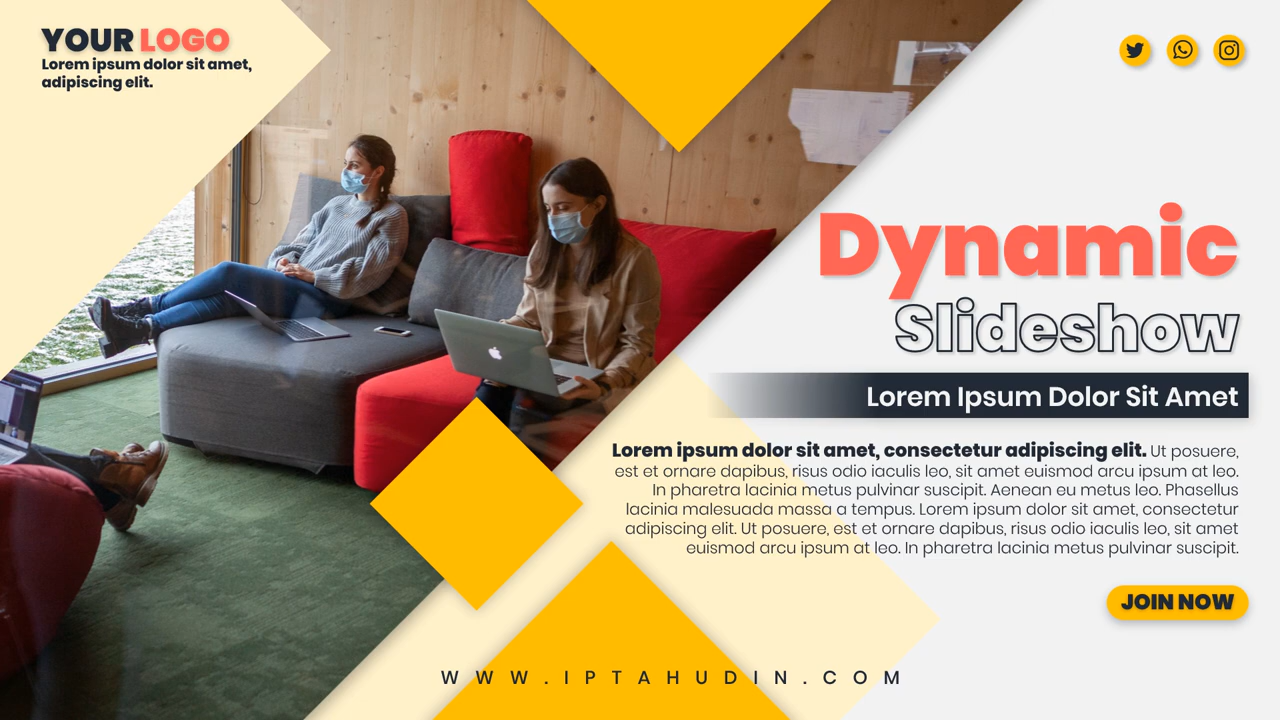 YOUR LOGO
Lorem ipsum dolor sit amet,
adipiscing elit.
Dynamic
Slideshow
Lorem Ipsum Dolor Sit Amet
Lorem ipsum dolor sit amet, consectetur adipiscing elit. Ut posuere,
est et ornare dapibus, risus odio iaculis leo, sit amet euismod arcu ipsum at leo.
In pharetra lacinia metus pulvinar suscipit. Aenean eu metus leo. Phasellus
lacinia malesuada massa a tempus. Lorem ipsum dolor sit amet, consectetur
adipiscing elit. Ut posuere, est et ornare dapibus, risus odio iaculis leo, sit amet
euismod arcu ipsum at leo. In pharetra lacinia metus pulvinar suscipit.
JOIN NOW
WWW.IPTAHUDIN.COM